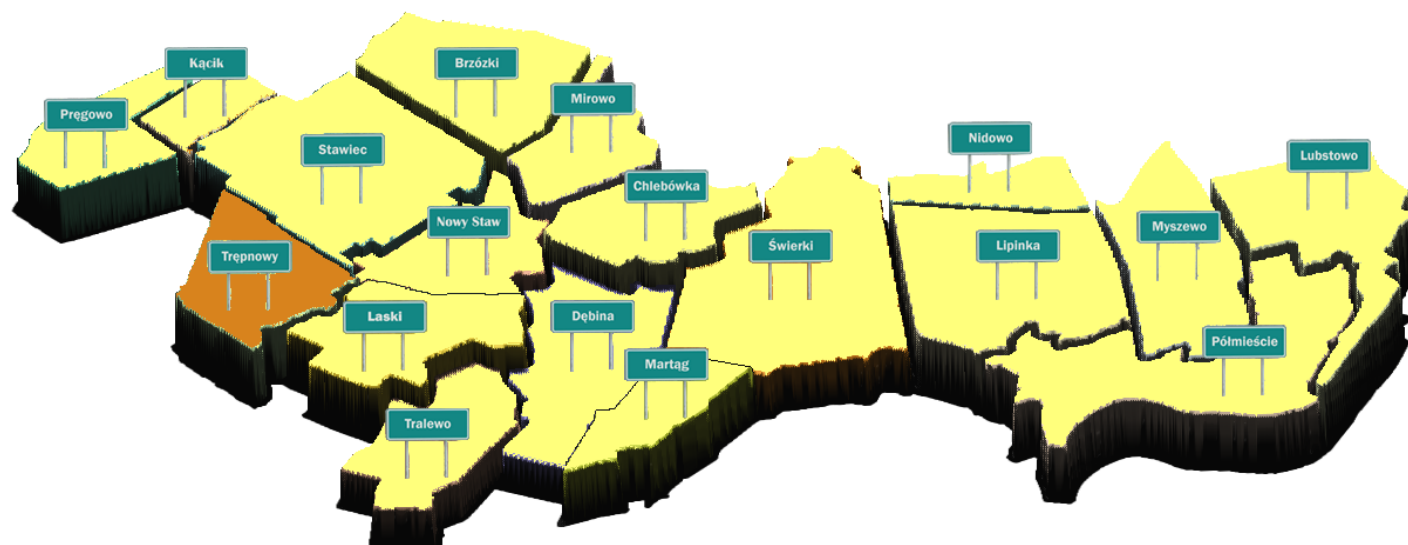 Kącik
Brzózki
Pręgowo
Mirowo
Stawiec
Nidowo
Lubstowo
Chlebówka
Nowy Staw
Myszewo
Trępnowy
Świerki
Lipinka
Laski
Dębina
Półmieście
Martąg
Tralewo